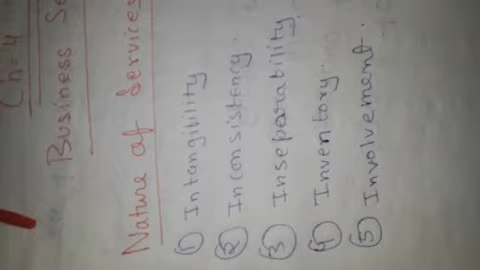 Ch = 4
Business Se
Nature of Services
① Intangibility
② Inconsistency.
③ Inseparability
④ Inventory.
⑤ Involvement.